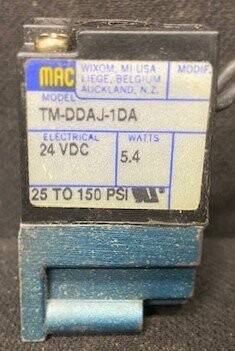 MAC
WIXOM, MI-USA
LIEGE, BELGIUM
AUCKLAND, N.Z.
MODIF.
MODEL
TM-DDAJ-1DA
ELECTRICAL
WATTS
24 VDC
5.4
25 TO 150 PSI